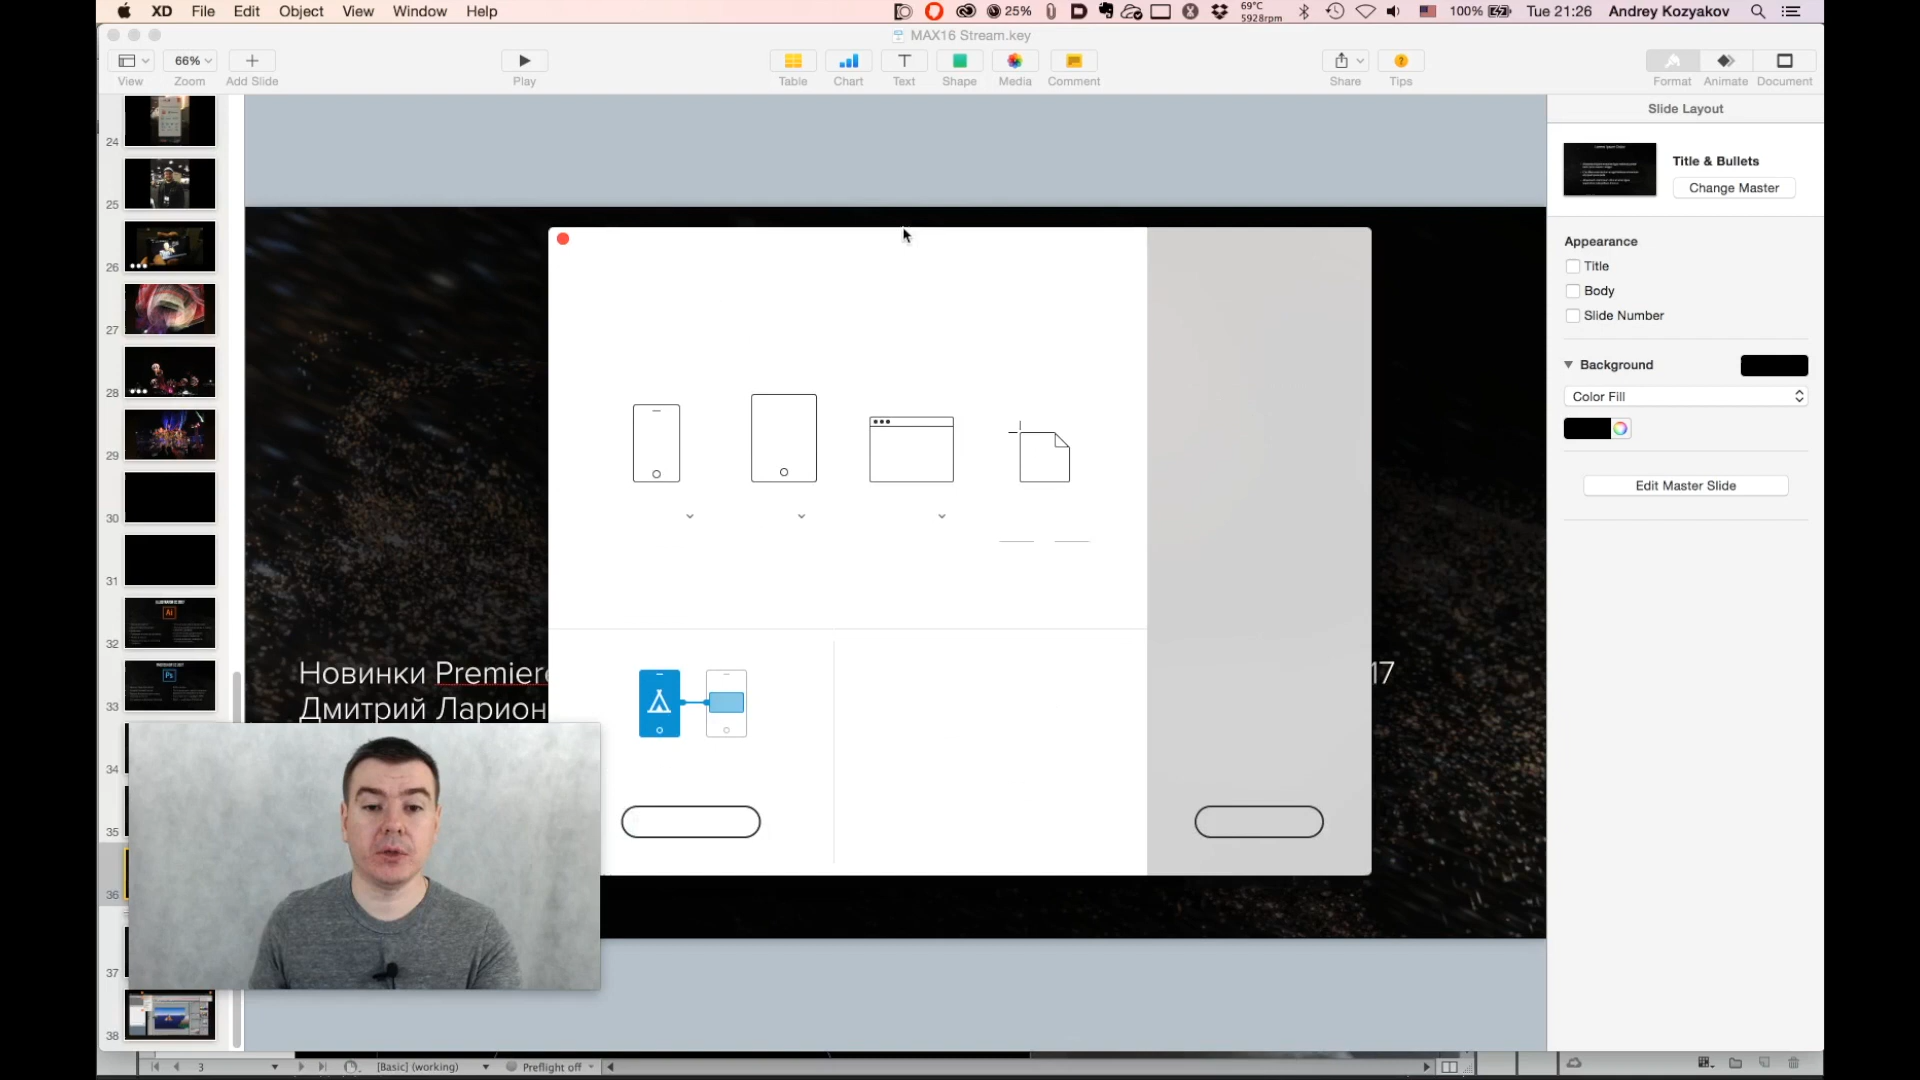 XD File Edit Object View Window Help
25% 69°C 5928rpm 100% Tue 21:26 Andrey Kozyakov
MAX16 Stream.key
66%
View Zoom Add Slide Play Table Chart Text Shape Media Comment Share Tips Format Animate Document
Slide Layout
Title & Bullets
Change Master
Appearance
Title
Body
Slide Number
Background
Color Fill
Edit Master Slide
24
25
26
27
28
29
30
31
32
33
34
35
36
37
38
Новинки Premiere
17
Дмитрий Ларион
3 [Basic] (working) Preflight off